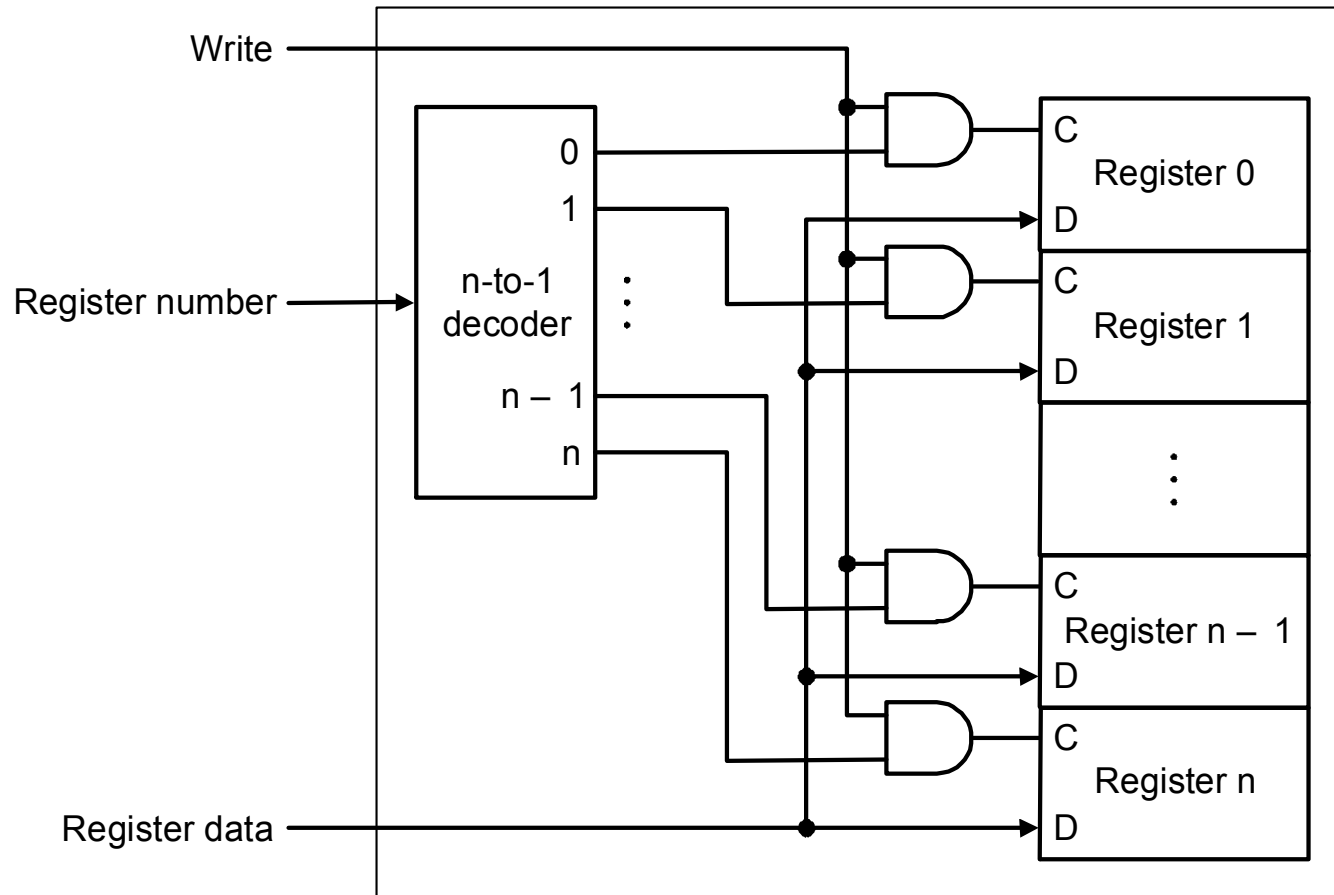 Write
0
1
n-to-1
decoder
n – 1
n
Register number
Register data
C
Register 0
D
C
Register 1
D
C
Register n – 1
D
C
Register n
D